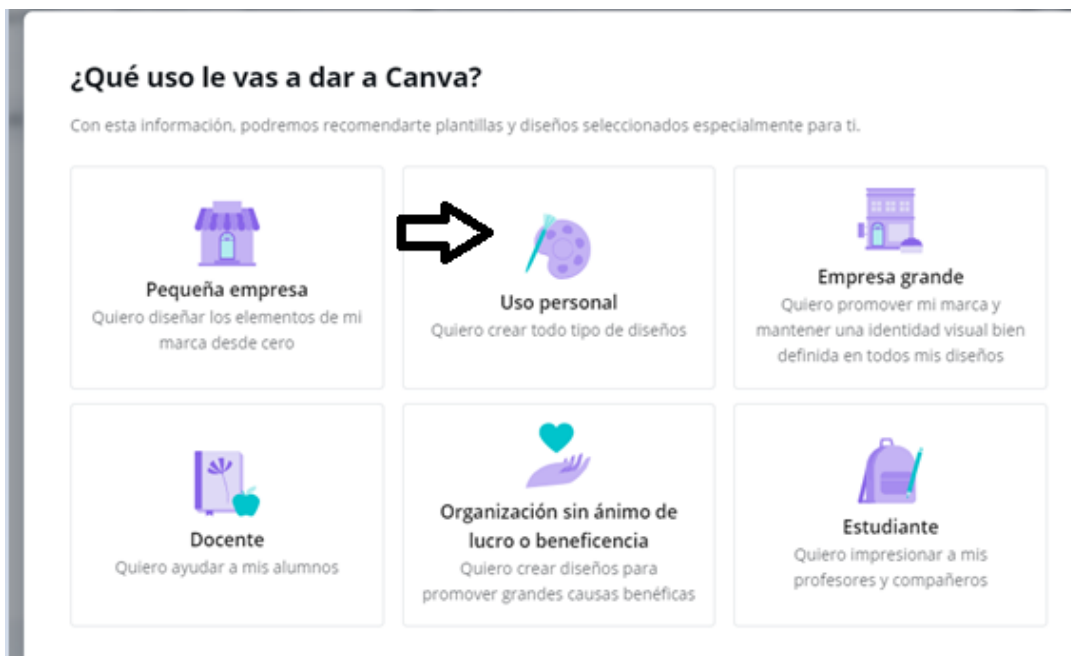 ¿Qué uso le vas a dar a Canva?
Con esta información, podremos recomendarte plantillas y diseños seleccionados especialmente para ti.
Pequeña empresa
Quiero diseñar los elementos de mi
marca desde cero
Uso personal
Quiero crear todo tipo de diseños
Empresa grande
Quiero promover mi marca y
mantener una identidad visual bien
definida en todos mis diseños
Docente
Quiero ayudar a mis alumnos
Organización sin ánimo de
lucro o beneficencia
Quiero crear diseños para
promover grandes causas benéficas
Estudiante
Quiero impresionar a mis
profesores y compañeros